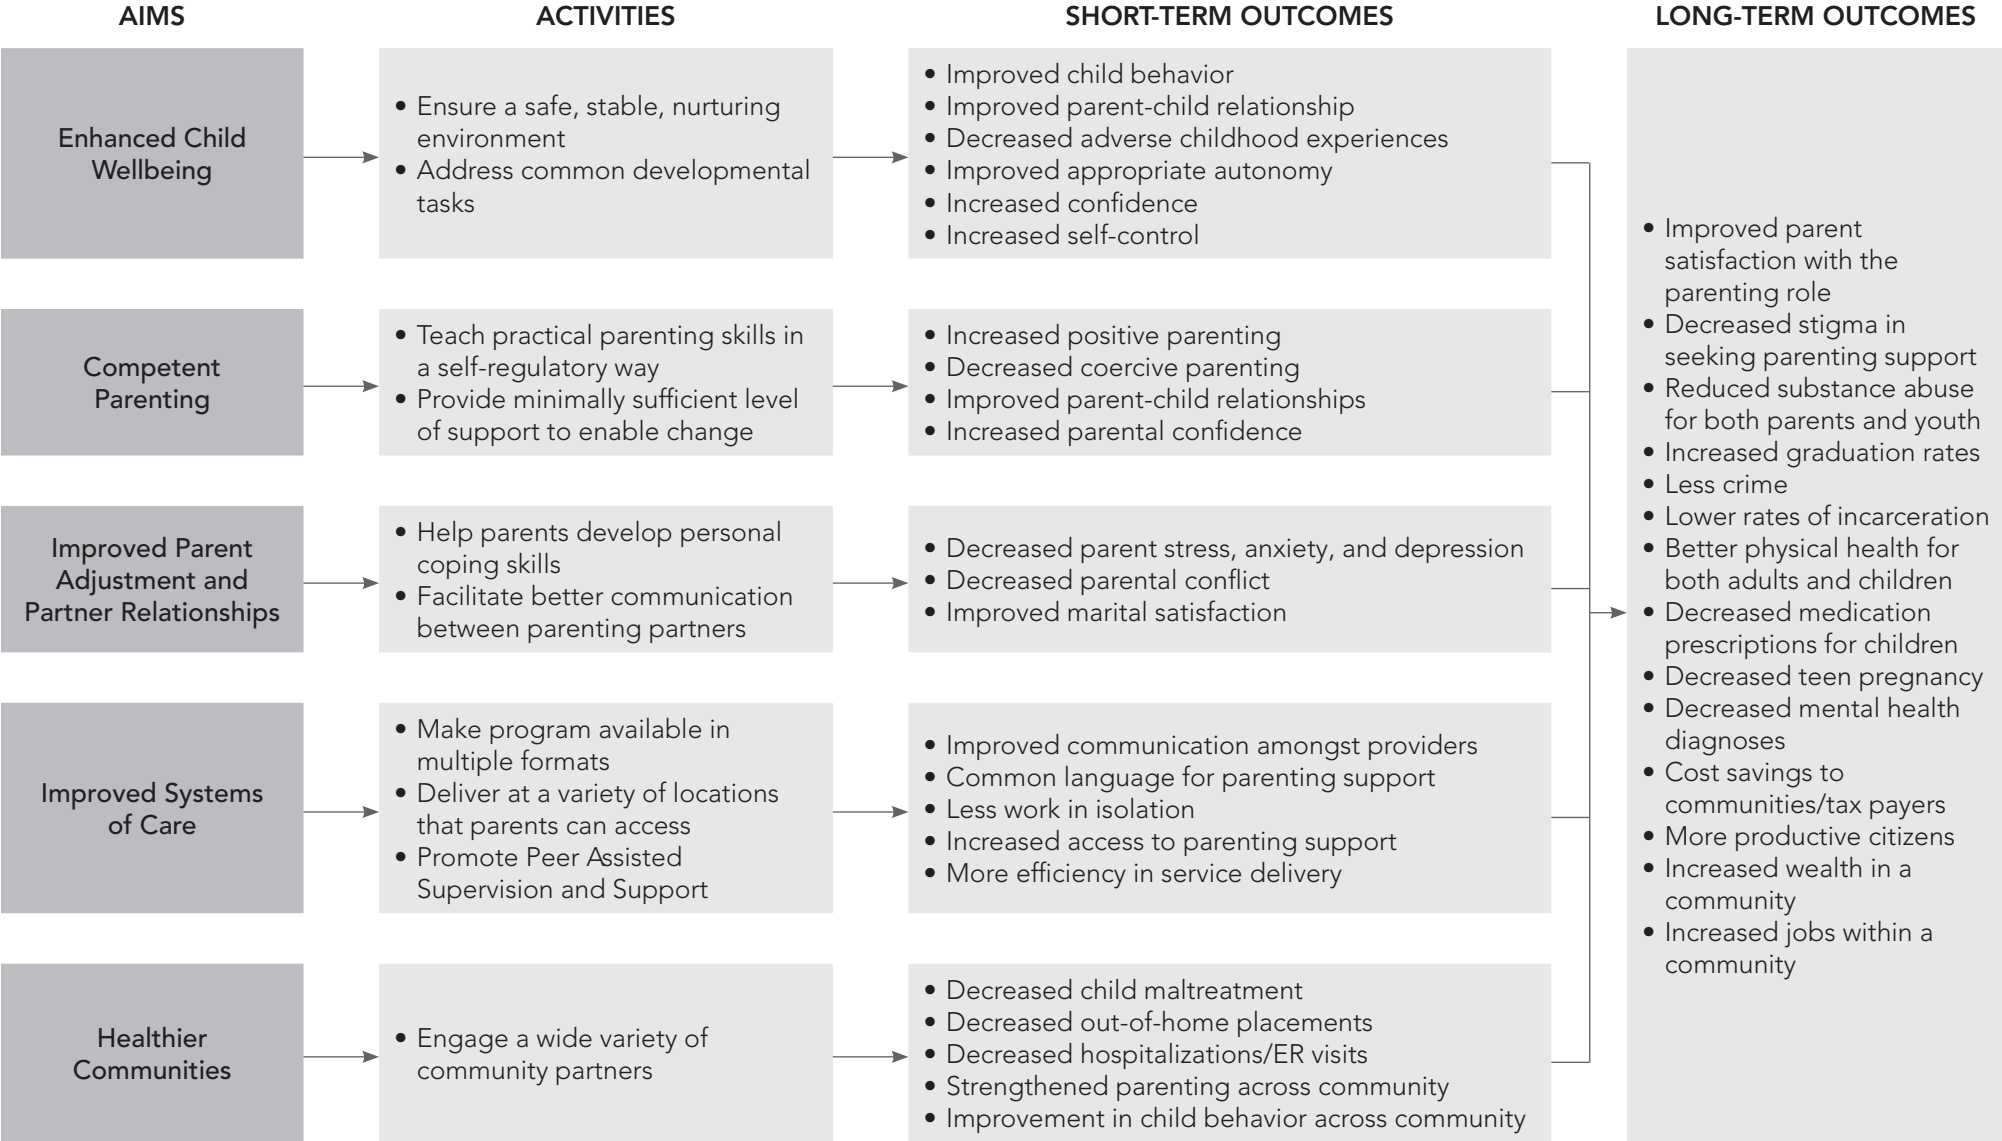 AIMS
ACTIVITIES
SHORT-TERM OUTCOMES
LONG-TERM OUTCOMES
Enhanced Child
Wellbeing
• Ensure a safe, stable, nurturing
environment
• Address common developmental
tasks
• Improved child behavior
• Improved parent-child relationship
• Decreased adverse childhood experiences
• Improved appropriate autonomy
• Increased confidence
• Increased self-control
Competent
Parenting
• Teach practical parenting skills in
a self-regulatory way
• Provide minimally sufficient level
of support to enable change
• Increased positive parenting
• Decreased coercive parenting
• Improved parent-child relationships
• Increased parental confidence
Improved Parent
Adjustment and
Partner Relationships
• Help parents develop personal
coping skills
• Facilitate better communication
between parenting partners
• Decreased parent stress, anxiety, and depression
• Decreased parental conflict
• Improved marital satisfaction
Improved Systems
of Care
• Make program available in
multiple formats
• Deliver at a variety of locations
that parents can access
• Promote Peer Assisted
Supervision and Support
• Improved communication amongst providers
• Common language for parenting support
• Less work in isolation
• Increased access to parenting support
• More efficiency in service delivery
Healthier
Communities
• Engage a wide variety of
community partners
• Decreased child maltreatment
• Decreased out-of-home placements
• Decreased hospitalizations/ER visits
• Strengthened parenting across community
• Improvement in child behavior across community
• Improved parent
satisfaction with the
parenting role
• Decreased stigma in
seeking parenting support
• Reduced substance abuse
for both parents and youth
• Increased graduation rates
• Less crime
• Lower rates of incarceration
• Better physical health for
both adults and children
• Decreased medication
prescriptions for children
• Decreased teen pregnancy
• Decreased mental health
diagnoses
• Cost savings to
communities/tax payers
• More productive citizens
• Increased wealth in a
community
• Increased jobs within a
community